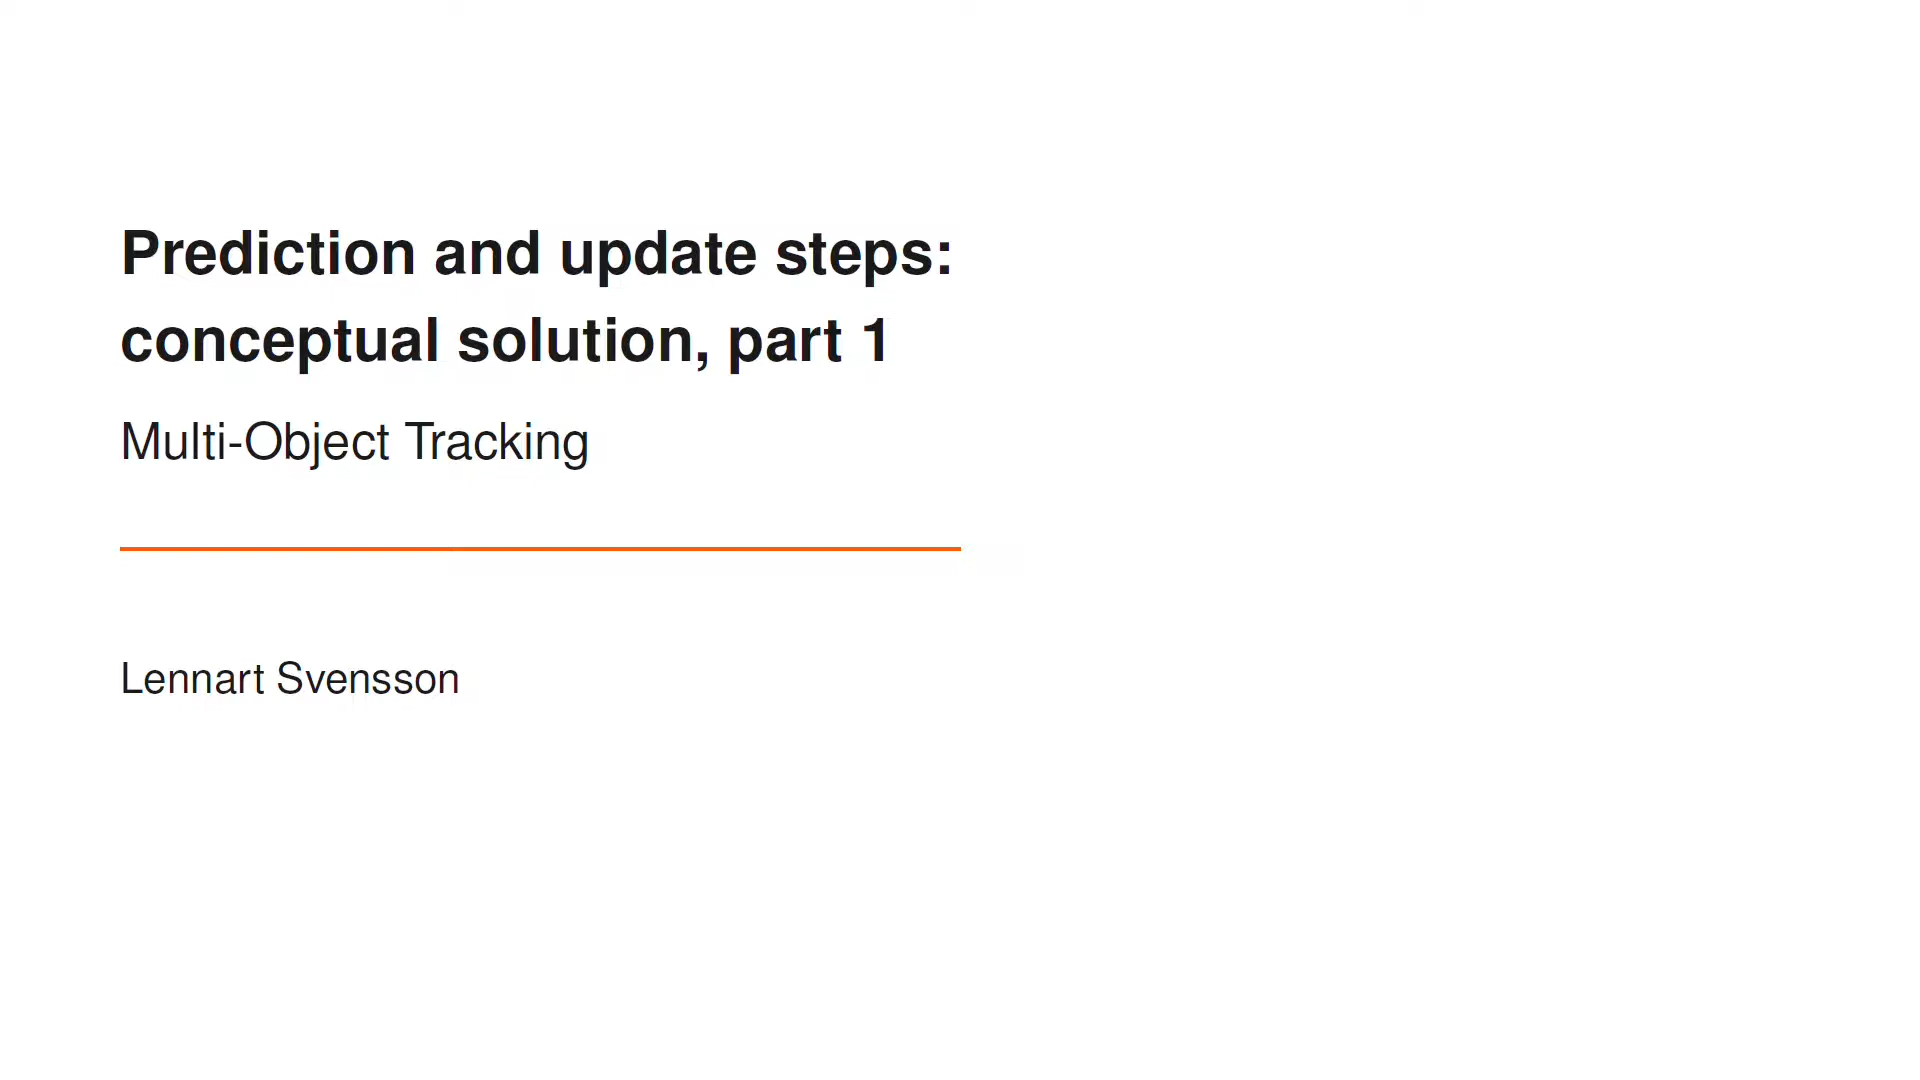 Prediction and update steps:
conceptual solution, part 1
Multi-Object Tracking
Lennart Svensson